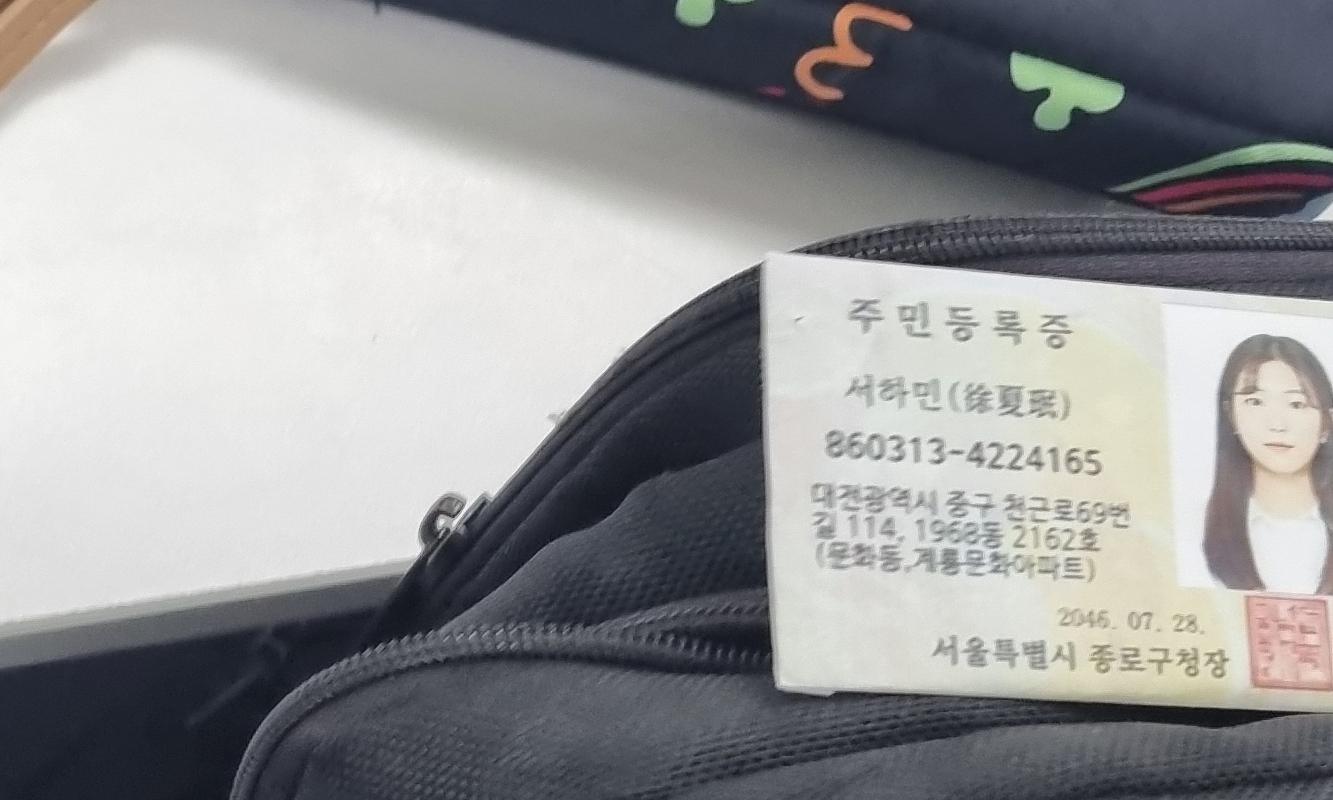 주민등록증
서하민(徐夏珉)
860313-4224165
대전광역시 중구 천근로69번
길 114, 1968동 2162호
(문화동,계룡문화아파트)
2046. 07. 28.
서울특별시 종로구청장